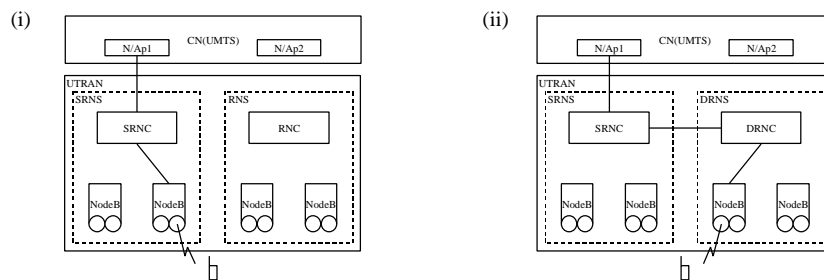 (i)
CN(UMTS)
N/Ap1
N/Ap2
UTRAN
SRNS
RNS
SRNC
RNC
NodeB
NodeB
NodeB
NodeB
(ii)
CN(UMTS)
N/Ap1
N/Ap2
UTRAN
SRNS
DRNS
SRNC
DRNC
NodeB
NodeB
NodeB
NodeB